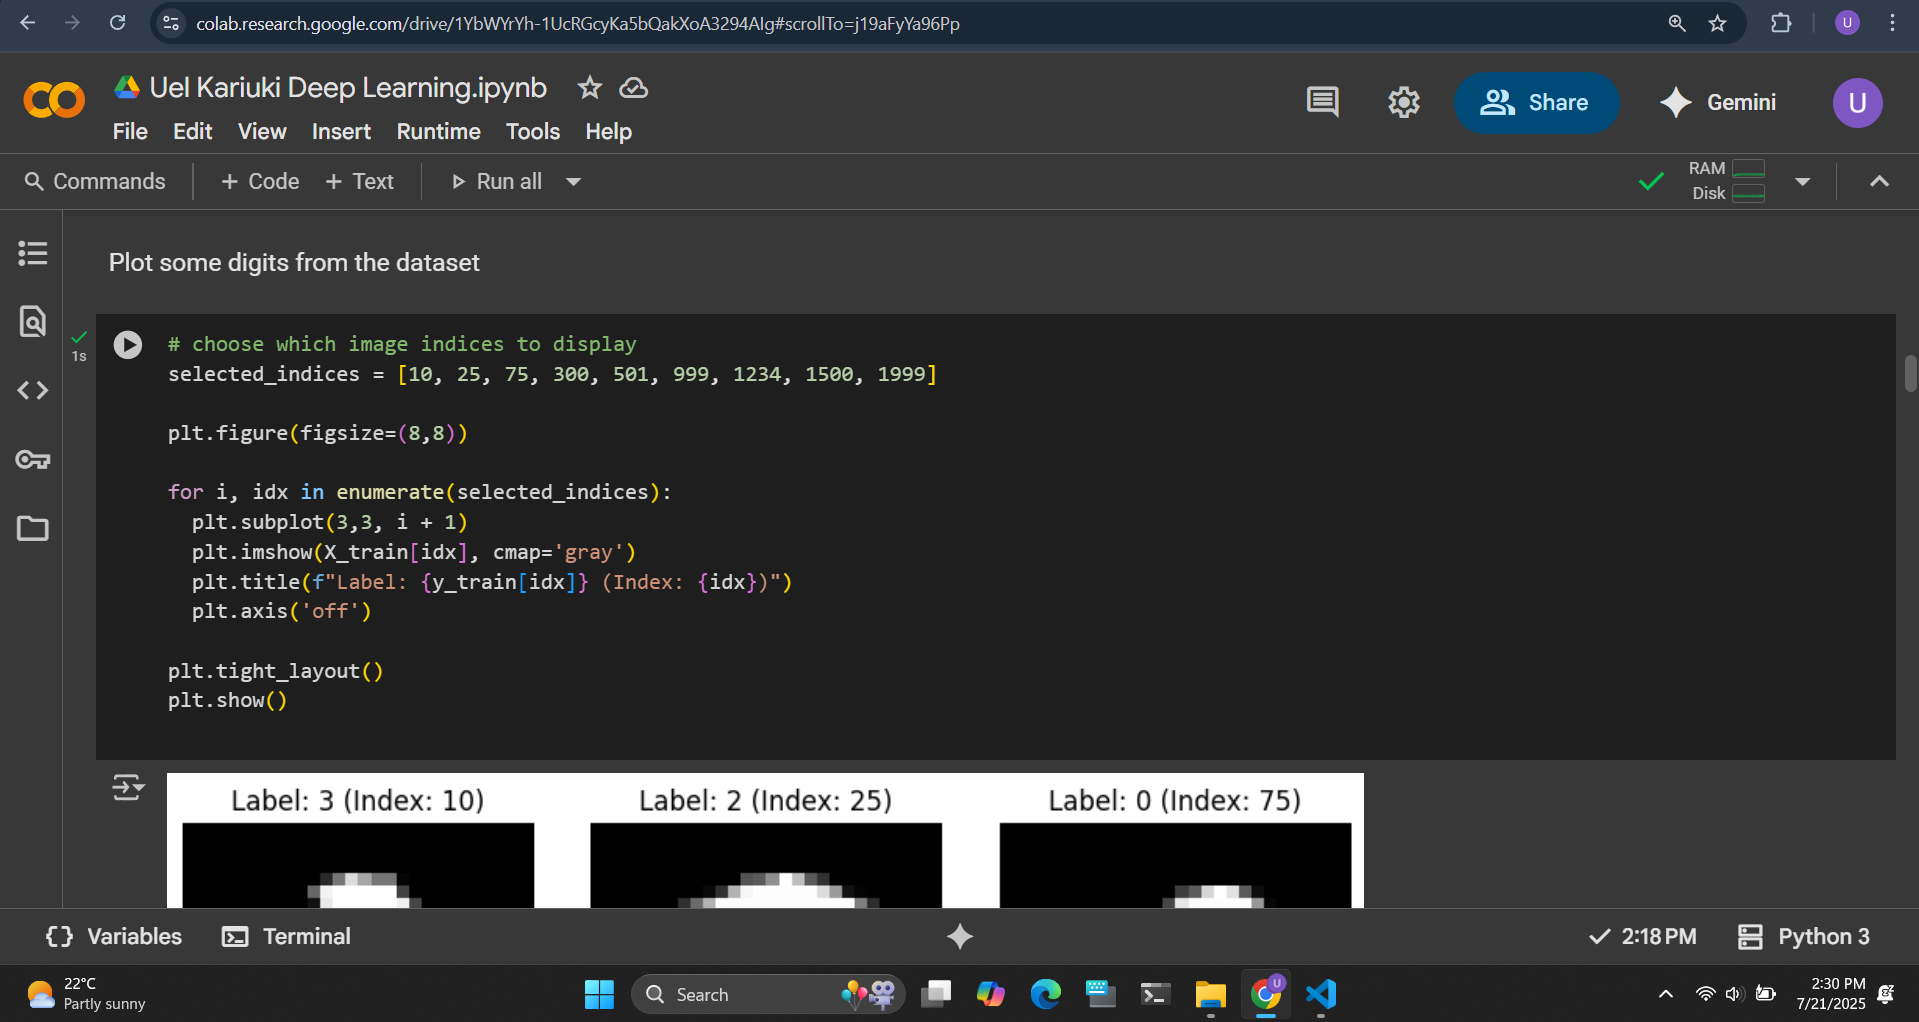 colab.research.google.com/drive/1YbWYrYh-1UcRGcyKa5bQakXoA3294AIg#scrollTo=j19aFyYa96Pp
U
Uel Kariuki Deep Learning.ipynb
File Edit View Insert Runtime Tools Help
Share
Gemini
U
Commands
+ Code + Text
Run all
RAM
Disk
Plot some digits from the dataset
1s
# choose which image indices to display
selected_indices = [10, 25, 75, 300, 501, 999, 1234, 1500, 1999]
plt.figure(figsize=(8,8))
for i, idx in enumerate(selected_indices):
  plt.subplot(3,3, i + 1)
  plt.imshow(X_train[idx], cmap='gray')
  plt.title(f"Label: {y_train[idx]} (Index: {idx})")
  plt.axis('off')
plt.tight_layout()
plt.show()
Label: 3 (Index: 10) Label: 2 (Index: 25) Label: 0 (Index: 75)
Variables Terminal
2:18 PM Python 3
22°C
Partly sunny
Search
U
2:30 PM
7/21/2025